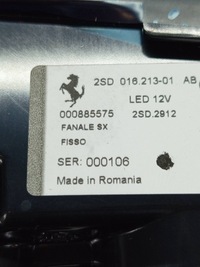 2SD 016.213-01 AB
LED 12V
000885575 2SD.2912
FANALE SX
FISSO
SER: 000106
Made in Romania